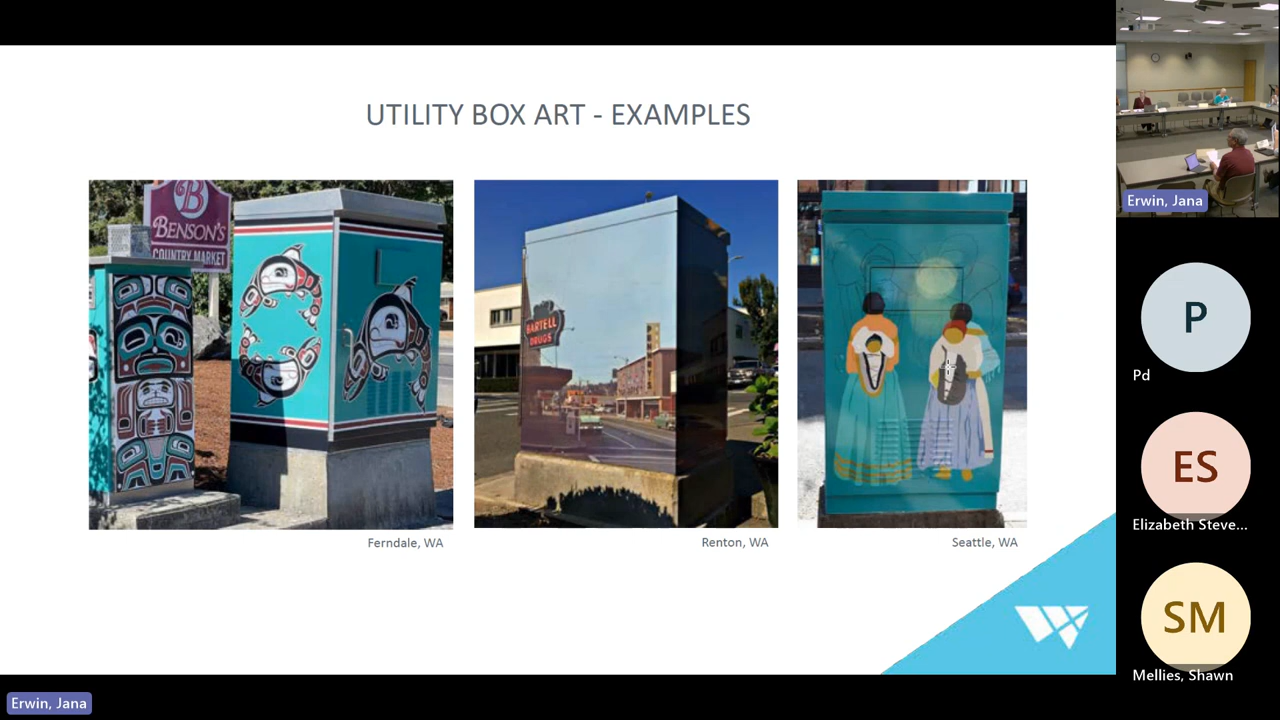 UTILITY BOX ART - EXAMPLES
B
BENSON'S
COUNTRY MARKET
BARTELL
DRUGS
Ferndale, WA
Renton, WA
Seattle, WA
Erwin, Jana
P
Pd
ES
Elizabeth Steve...
SM
Mellies, Shawn
Erwin, Jana